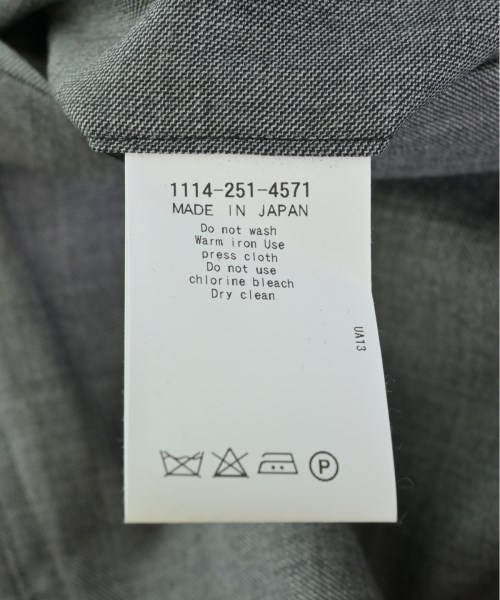 1114-251-4571
MADE IN JAPAN
Do not wash
Warm iron Use
press cloth
Do not use
chlorine bleach
Dry clean
UA13
P